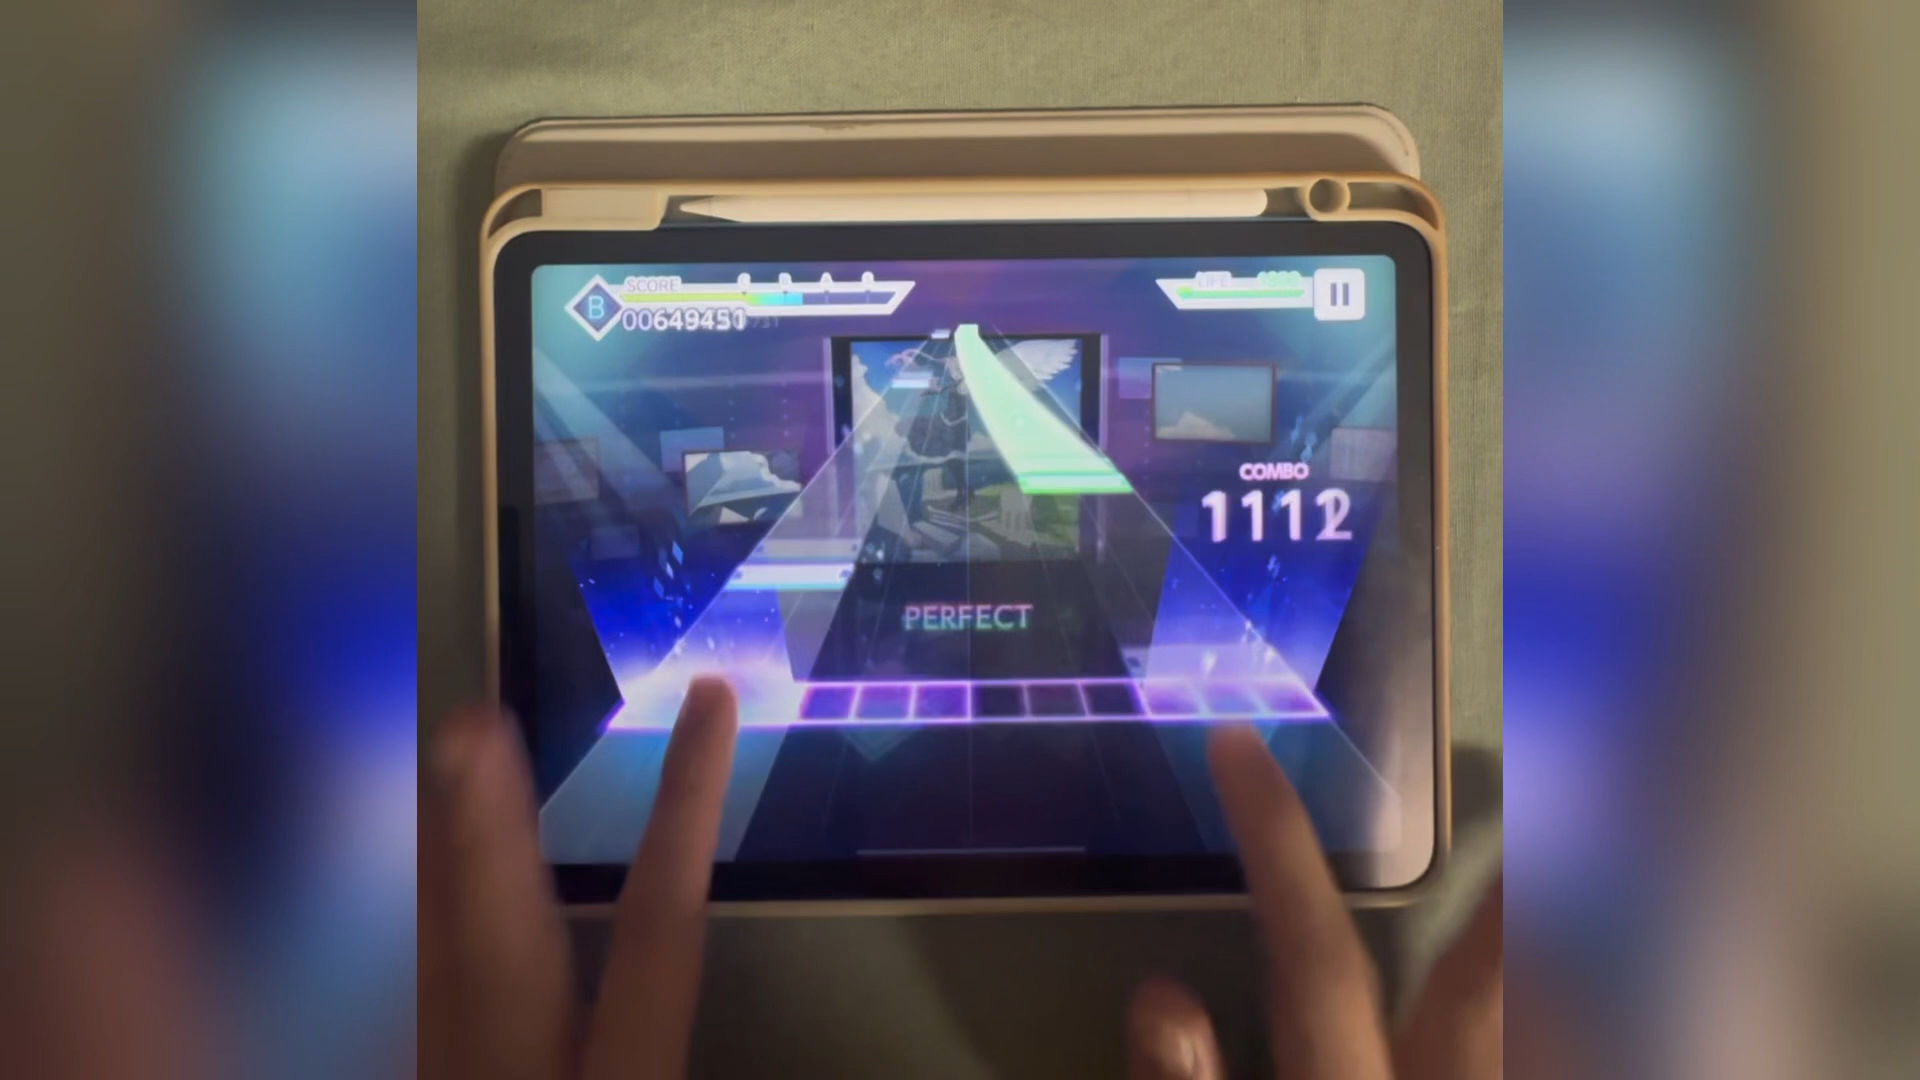 SCORE
C B A S
B
00649451
LIFE
COMBO
1112
PERFECT